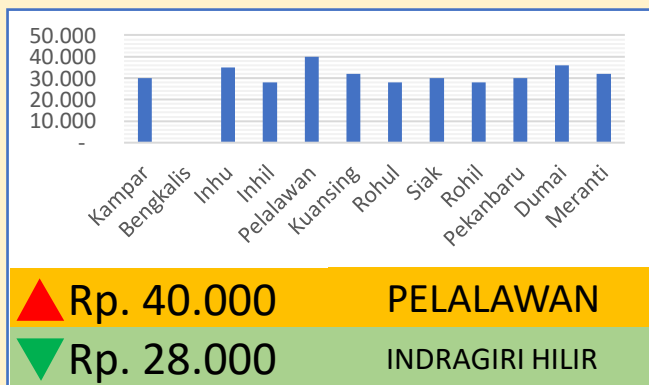 50.000
40.000
30.000
20.000
10.000
-
Kampar
Bengkalis
Inhu
Inhil
Pelalawan
Kuansing
Rohul
Siak
Rohil
Pekanbaru
Dumai
Meranti
Rp. 40.000 PELALAWAN
Rp. 28.000 INDRAGIRI HILIR